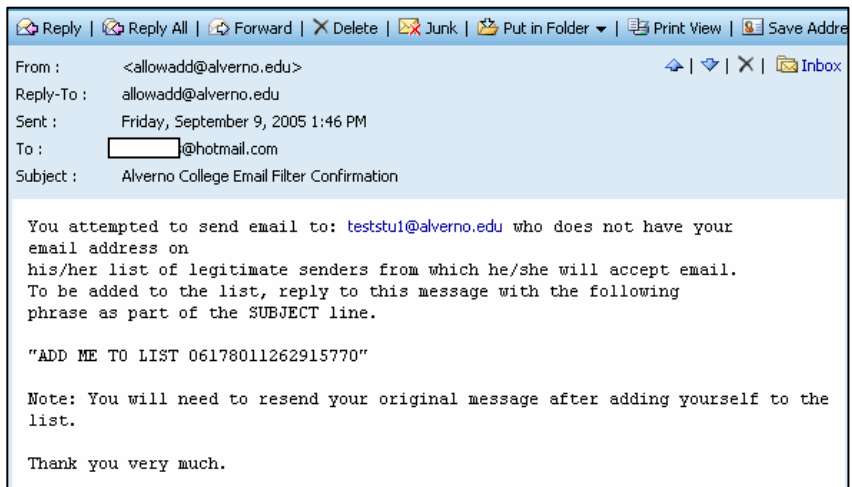 Reply | Reply All | Forward | Delete | Junk | Put in Folder | Print View | Save Addre
From : <allowadd@alverno.edu> | | | Inbox
Reply-To : allowadd@alverno.edu
Sent : Friday, September 9, 2005 1:46 PM
To : @hotmail.com
Subject : Alverno College Email Filter Confirmation
You attempted to send email to: teststu1@alverno.edu who does not have your
email address on
his/her list of legitimate senders from which he/she will accept email.
To be added to the list, reply to this message with the following
phrase as part of the SUBJECT line.
"ADD ME TO LIST 06178011262915770"
Note: You will need to resend your original message after adding yourself to the
list.
Thank you very much.